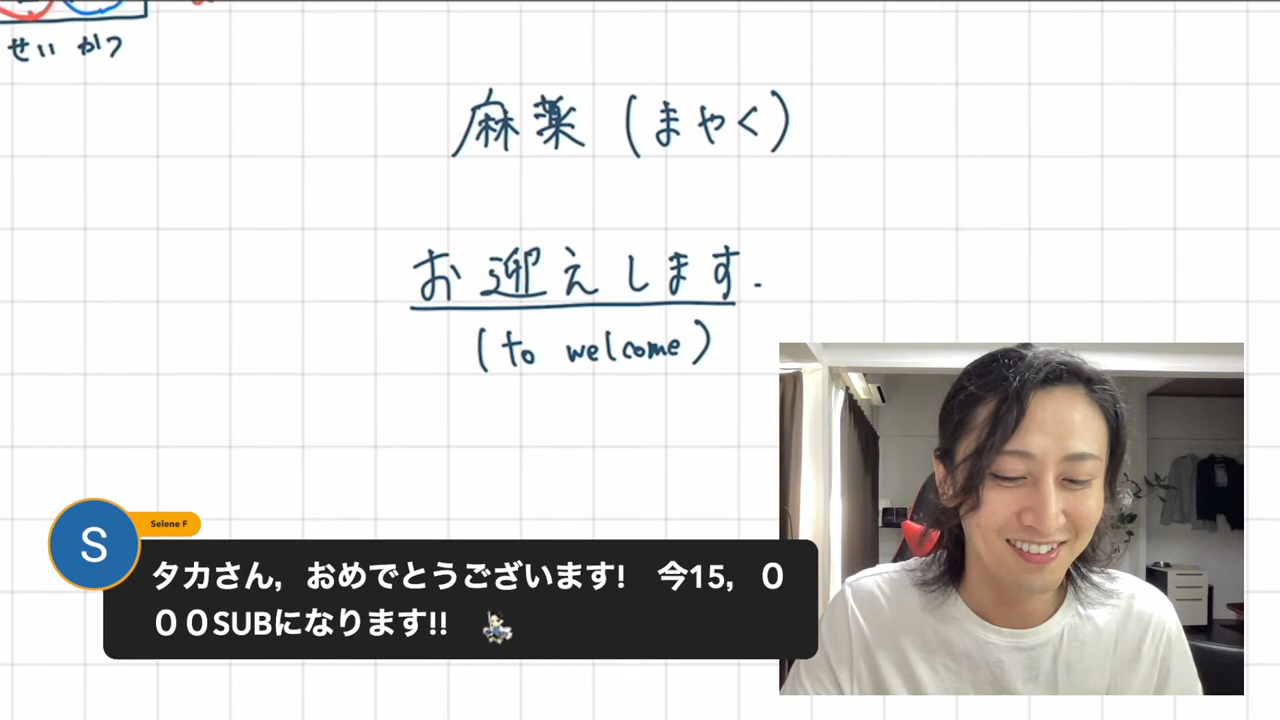 せいかつ
麻薬(まやく)
お迎えします.
(to welcome)
S
Selene F
タカさん,おめでとうございます! 今15,0
００SUBになります!!